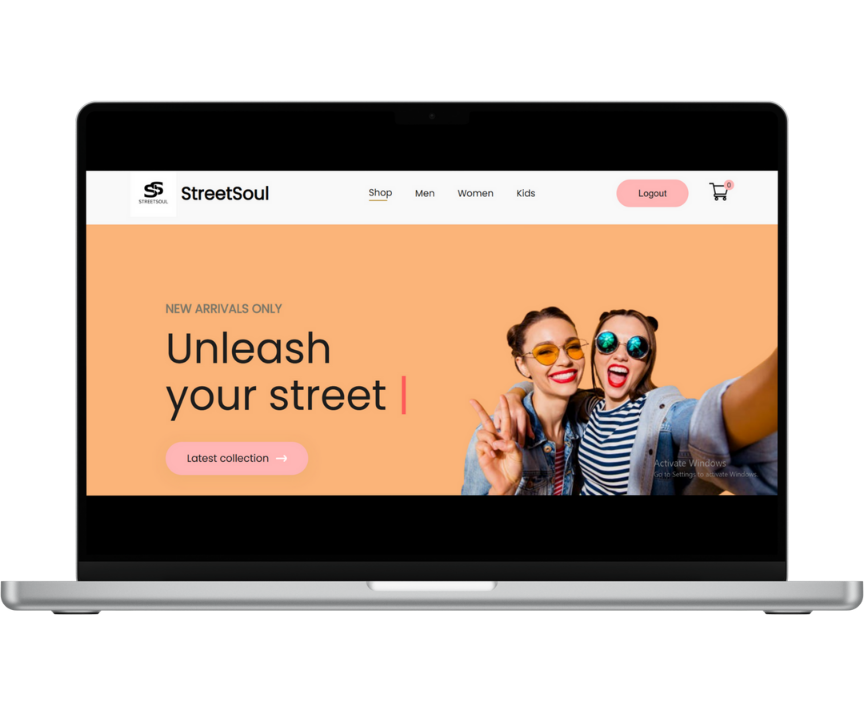 SS
STREETSOUL
StreetSoul
Shop
Men
Women
Kids
Logout
0
NEW ARRIVALS ONLY
Unleash
your street
Latest collection →
Activate Windows
Go to Settings to activate Windows.